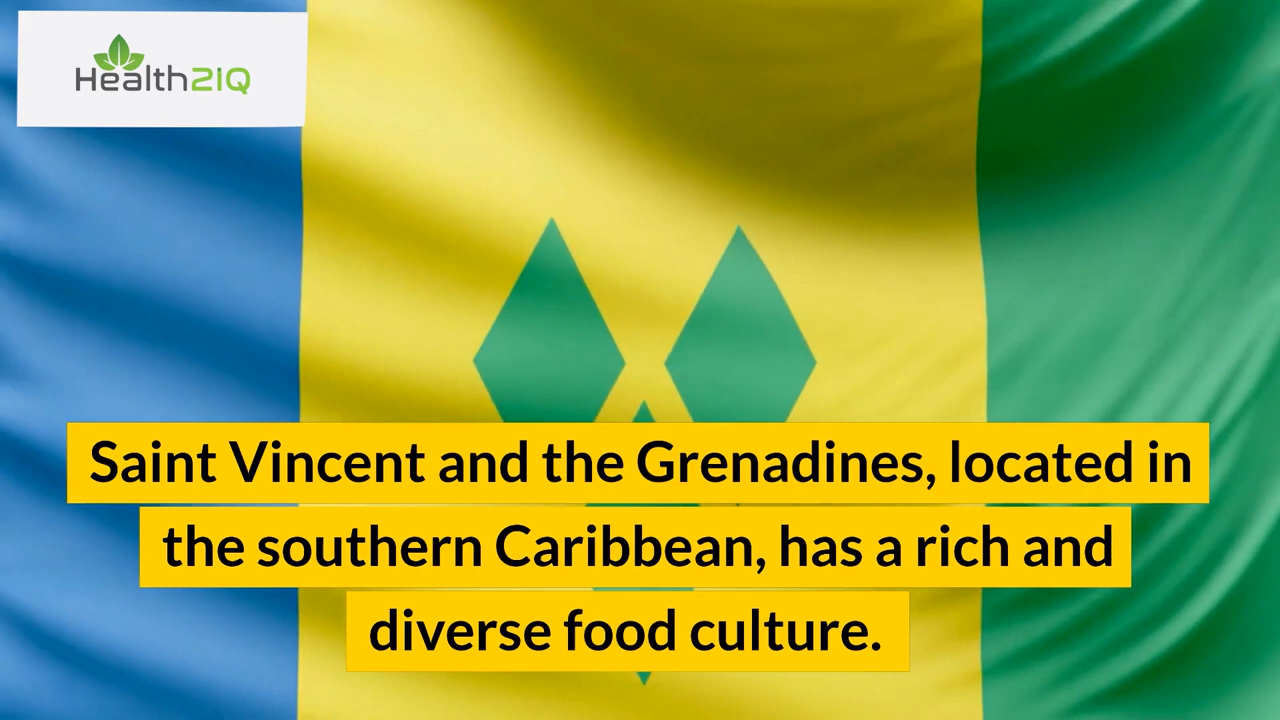 Health2IQ
Saint Vincent and the Grenadines, located in
the southern Caribbean, has a rich and
diverse food culture.